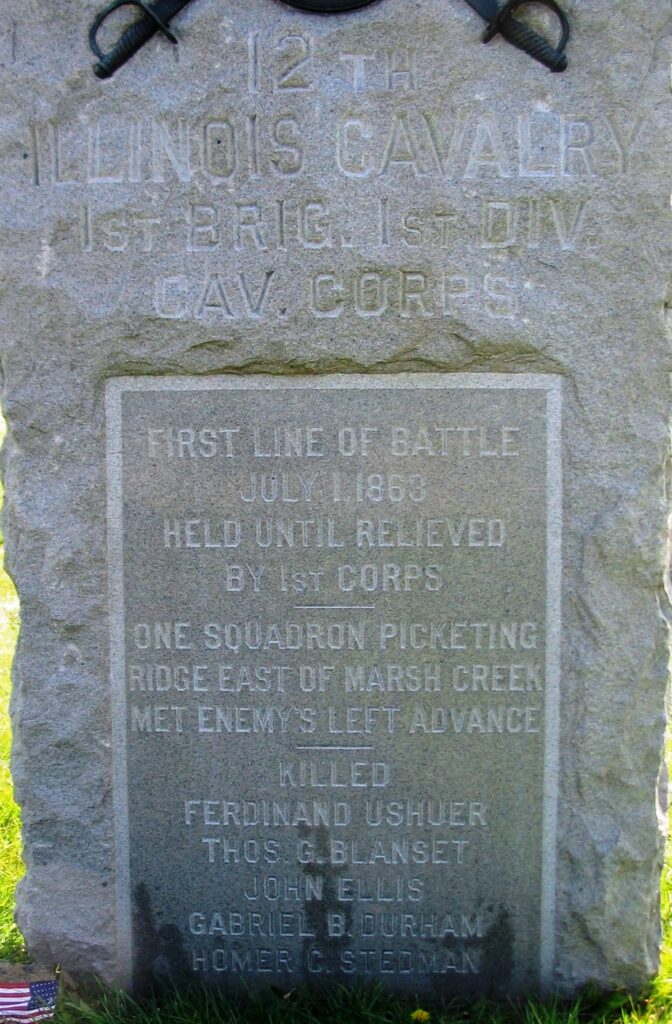 12 TH
ILLINOIS CAVALRY
1ST BRIG. 1ST DIV.
CAV. CORPS
FIRST LINE OF BATTLE
JULY 1, 1863
HELD UNTIL RELIEVED
BY 1ST CORPS
ONE SQUADRON PICKETING
RIDGE EAST OF MARSH CREEK
MET ENEMY'S LEFT ADVANCE
KILLED
FERDINAND USHUER
THOS. G. BLANSET
JOHN ELLIS
GABRIEL B. DURHAM
HOMER C. STEDMAN